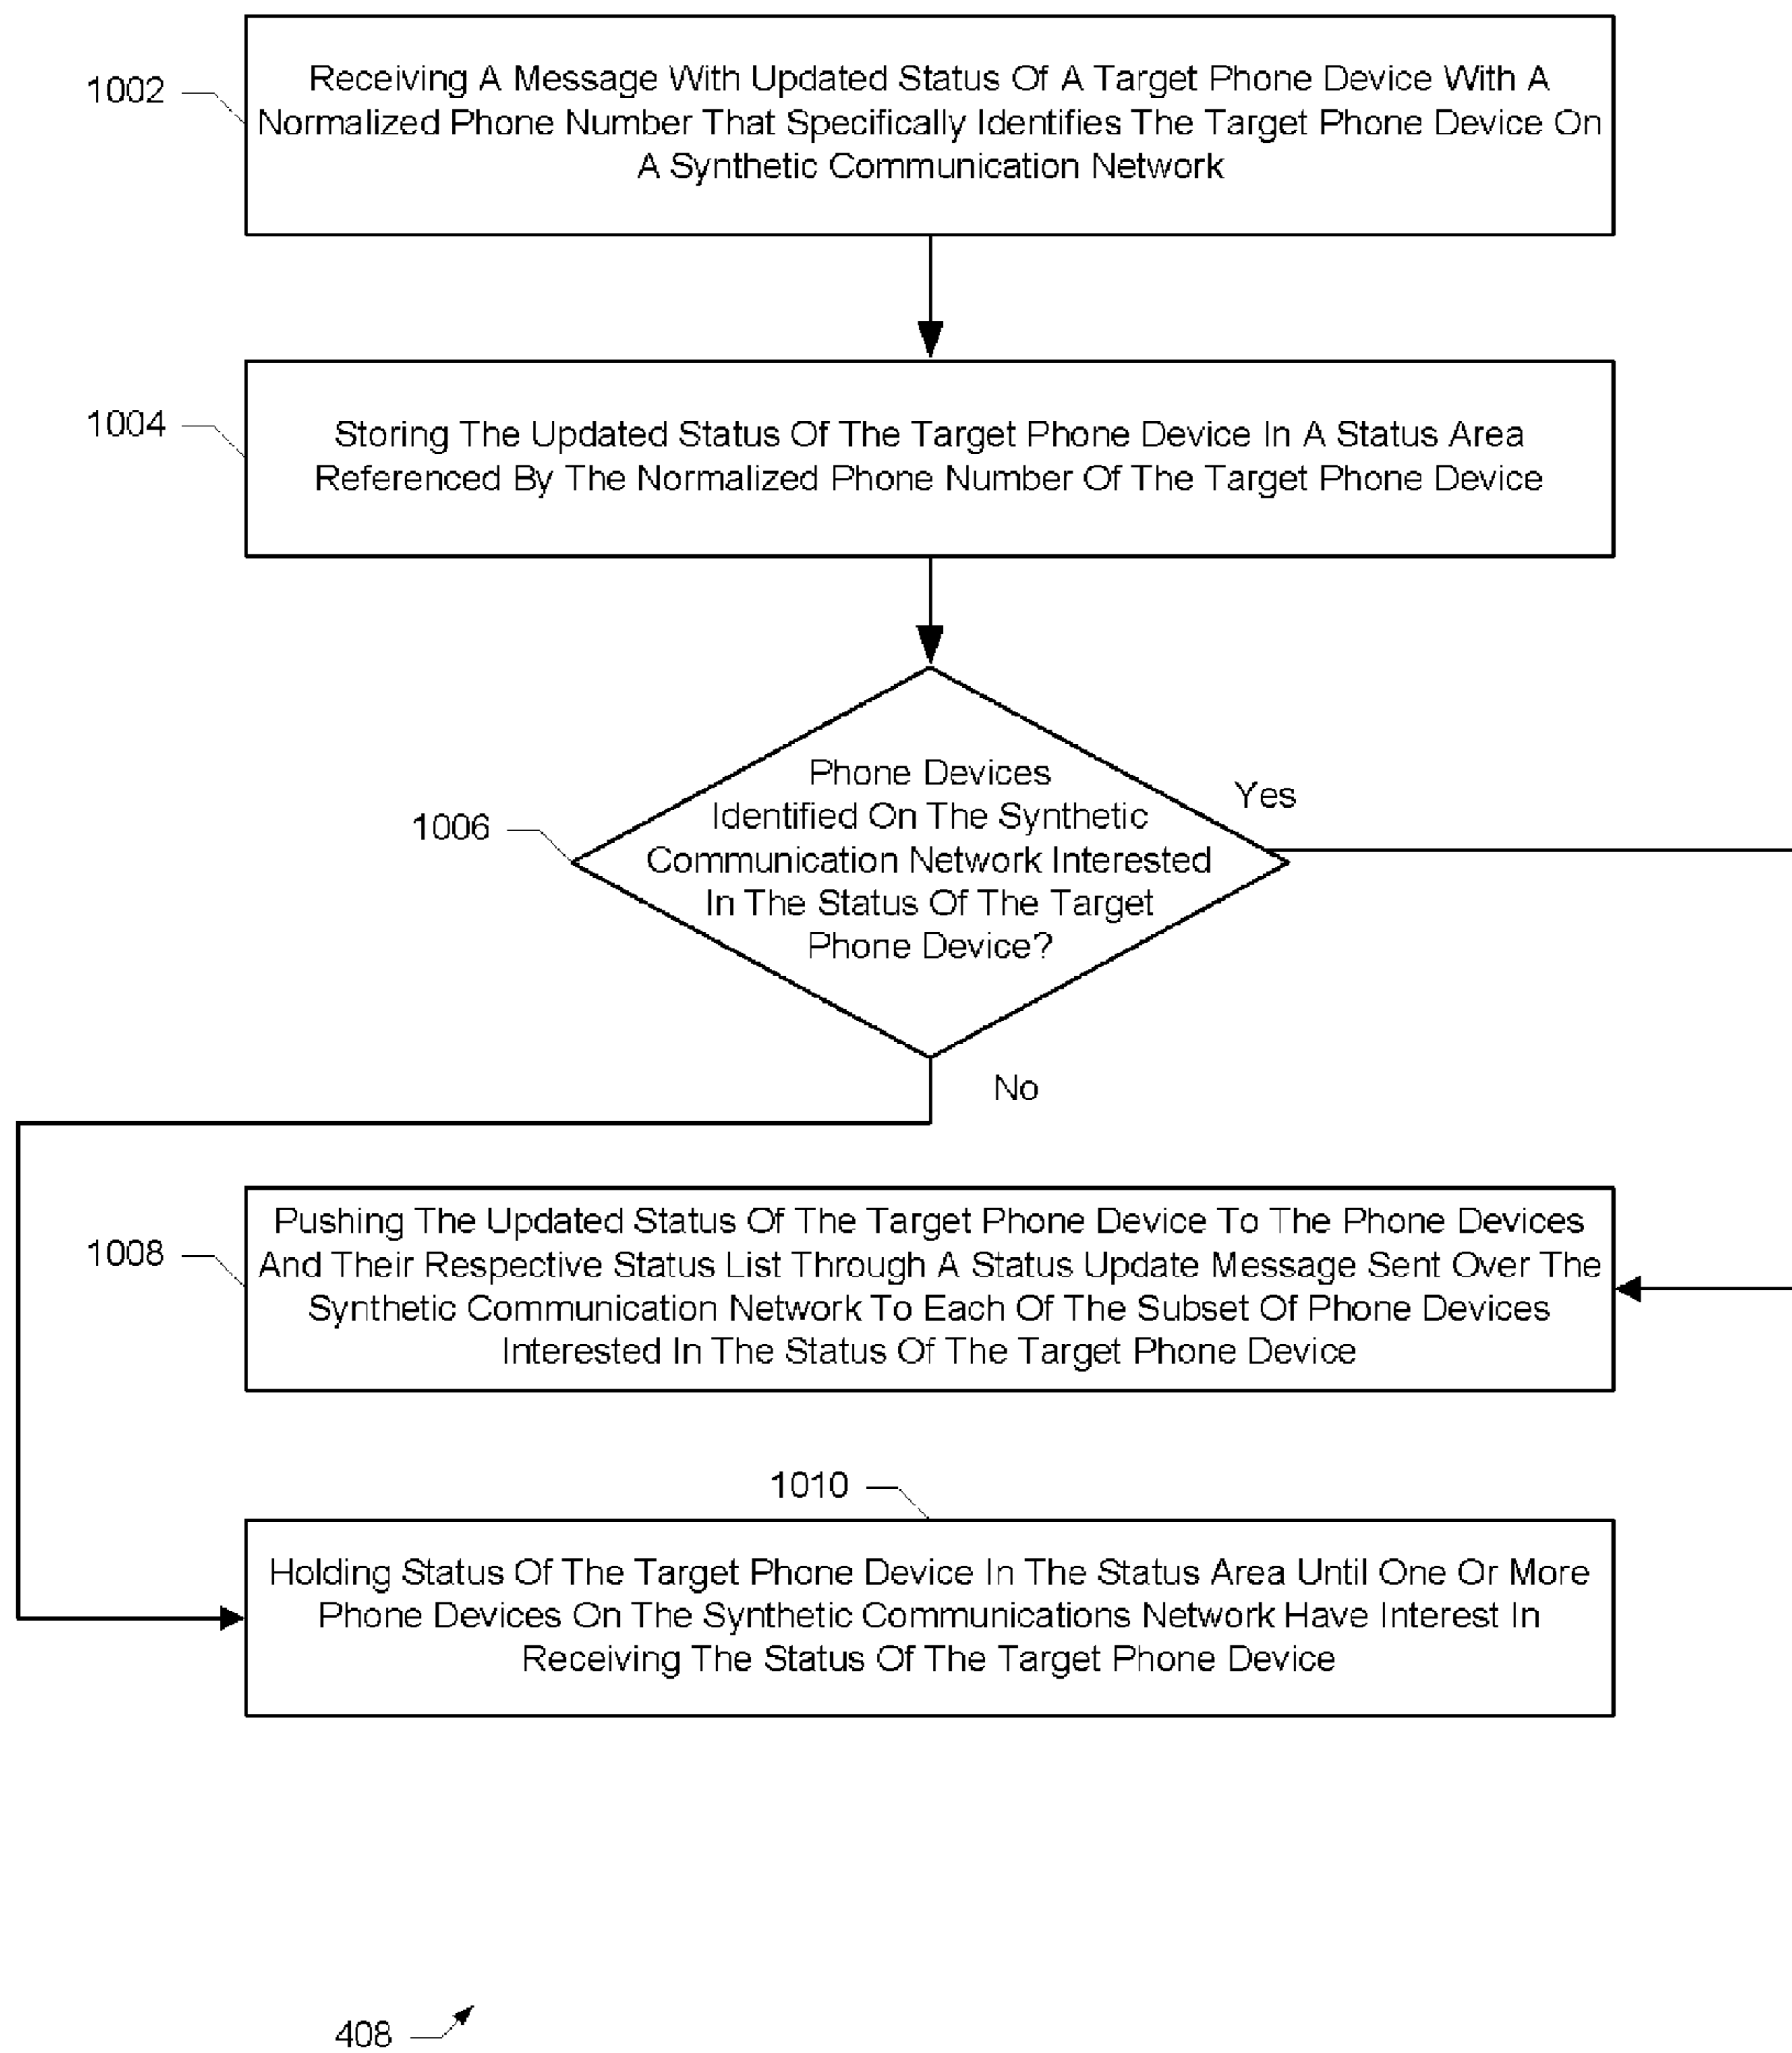 1002
Receiving A Message With Updated Status Of A Target Phone Device With A
Normalized Phone Number That Specifically Identifies The Target Phone Device On
A Synthetic Communication Network
1004
Storing The Updated Status Of The Target Phone Device In A Status Area
Referenced By The Normalized Phone Number Of The Target Phone Device
1006
Phone Devices
Identified On The Synthetic
Communication Network Interested
In The Status Of The Target
Phone Device?
Yes
No
1008
Pushing The Updated Status Of The Target Phone Device To The Phone Devices
And Their Respective Status List Through A Status Update Message Sent Over The
Synthetic Communication Network To Each Of The Subset Of Phone Devices
Interested In The Status Of The Target Phone Device
1010
Holding Status Of The Target Phone Device In The Status Area Until One Or More
Phone Devices On The Synthetic Communications Network Have Interest In
Receiving The Status Of The Target Phone Device
408